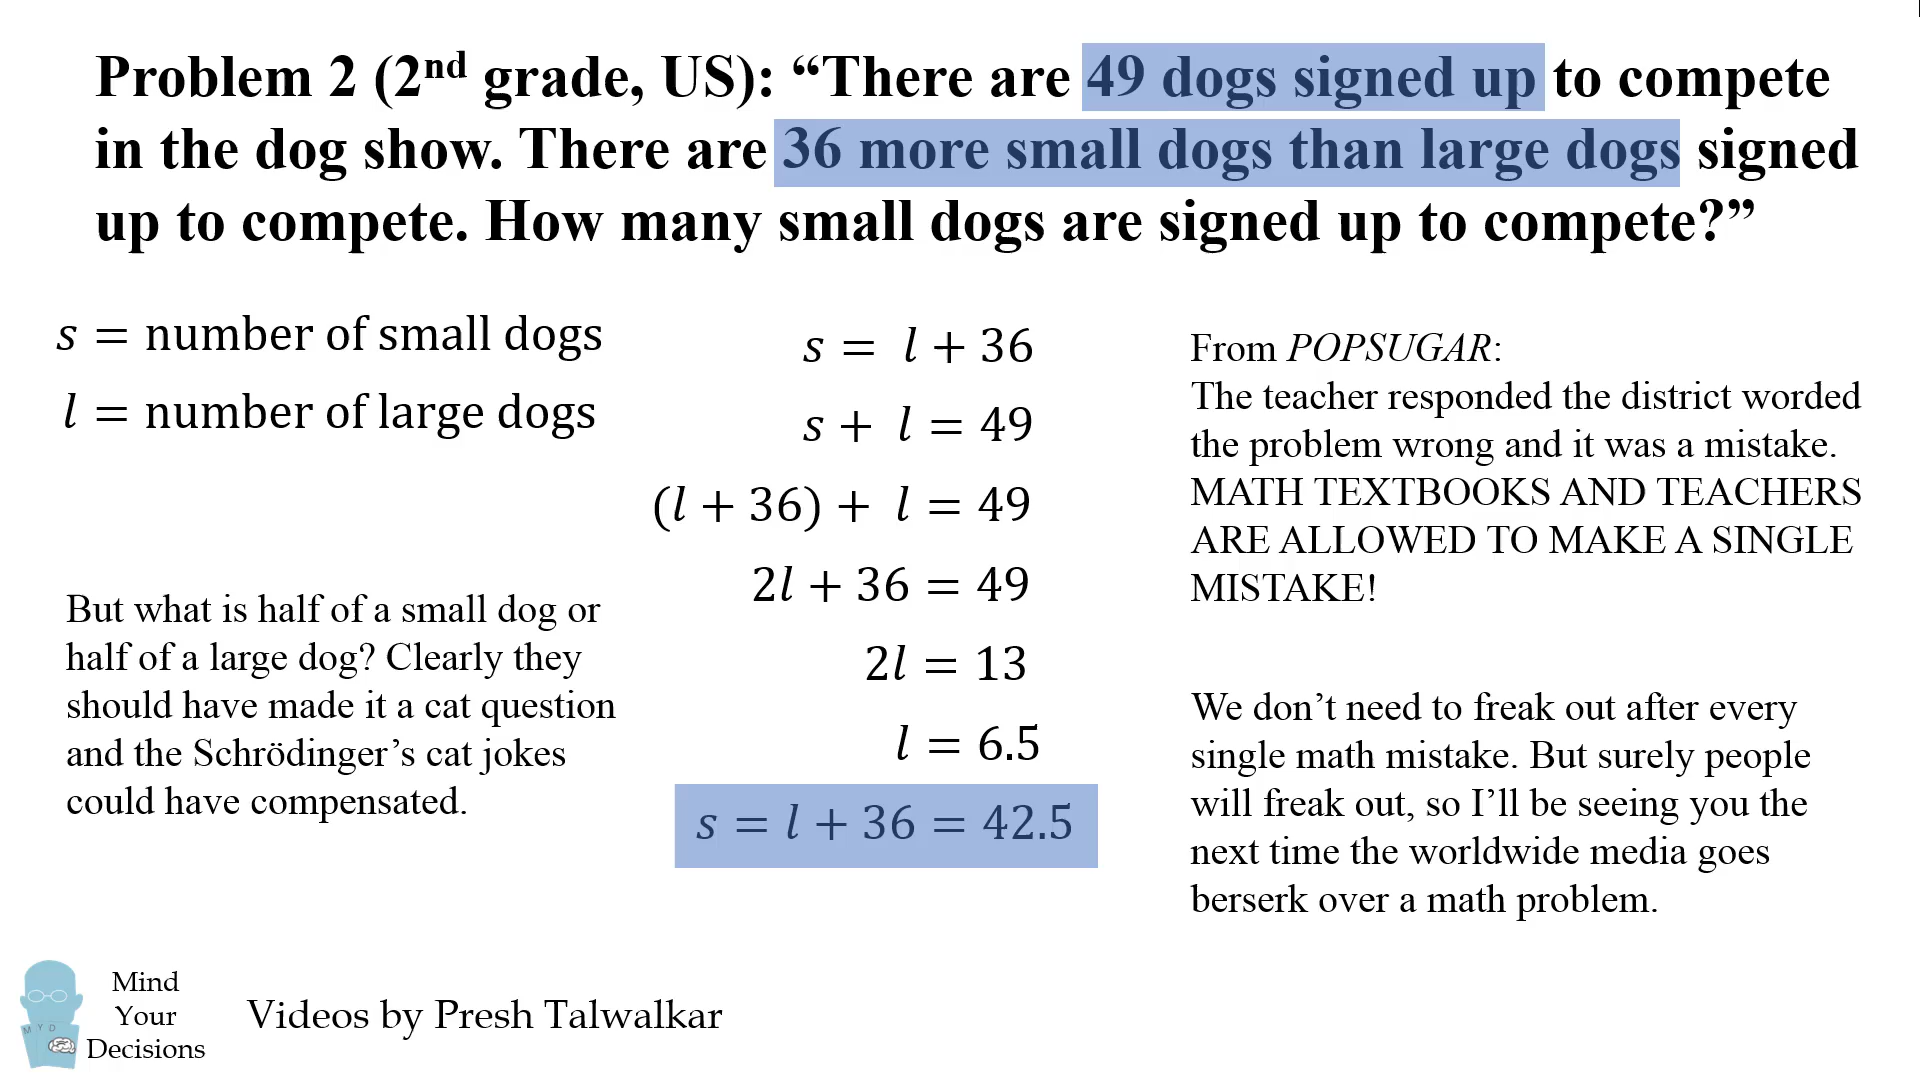 Problem 2 (2nd grade, US): “There are 49 dogs signed up to compete
in the dog show. There are 36 more small dogs than large dogs signed
up to compete. How many small dogs are signed up to compete?”
s = number of small dogs
l = number of large dogs
But what is half of a small dog or
half of a large dog? Clearly they
should have made it a cat question
and the Schrödinger’s cat jokes
could have compensated.
s = l + 36
s + l = 49
(l + 36) + l = 49
2l + 36 = 49
2l = 13
l = 6.5
s = l + 36 = 42.5
From POPSUGAR:
The teacher responded the district worded
the problem wrong and it was a mistake.
MATH TEXTBOOKS AND TEACHERS
ARE ALLOWED TO MAKE A SINGLE
MISTAKE!
We don’t need to freak out after every
single math mistake. But surely people
will freak out, so I’ll be seeing you the
next time the worldwide media goes
berserk over a math problem.
M Y D
Mind
Your
Decisions
Videos by Presh Talwalkar